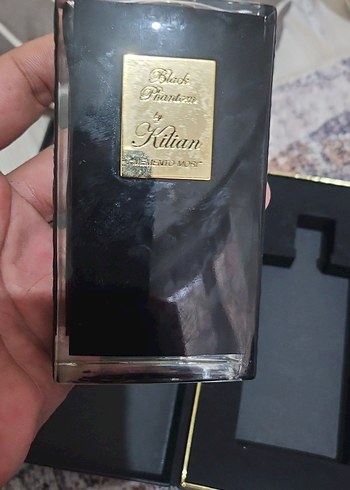 Black
Phantom
by
Kilian
"MEMENTO MORI"